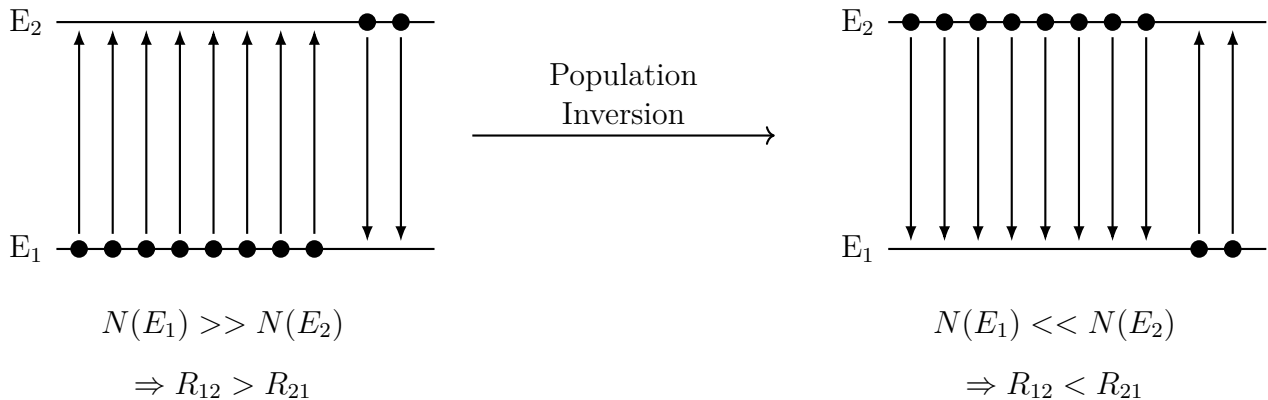 E₂
E₁
N(E₁) >> N(E₂)
⇒ R₁₂ > R₂₁
Population
Inversion
E₂
E₁
N(E₁) << N(E₂)
⇒ R₁₂ < R₂₁